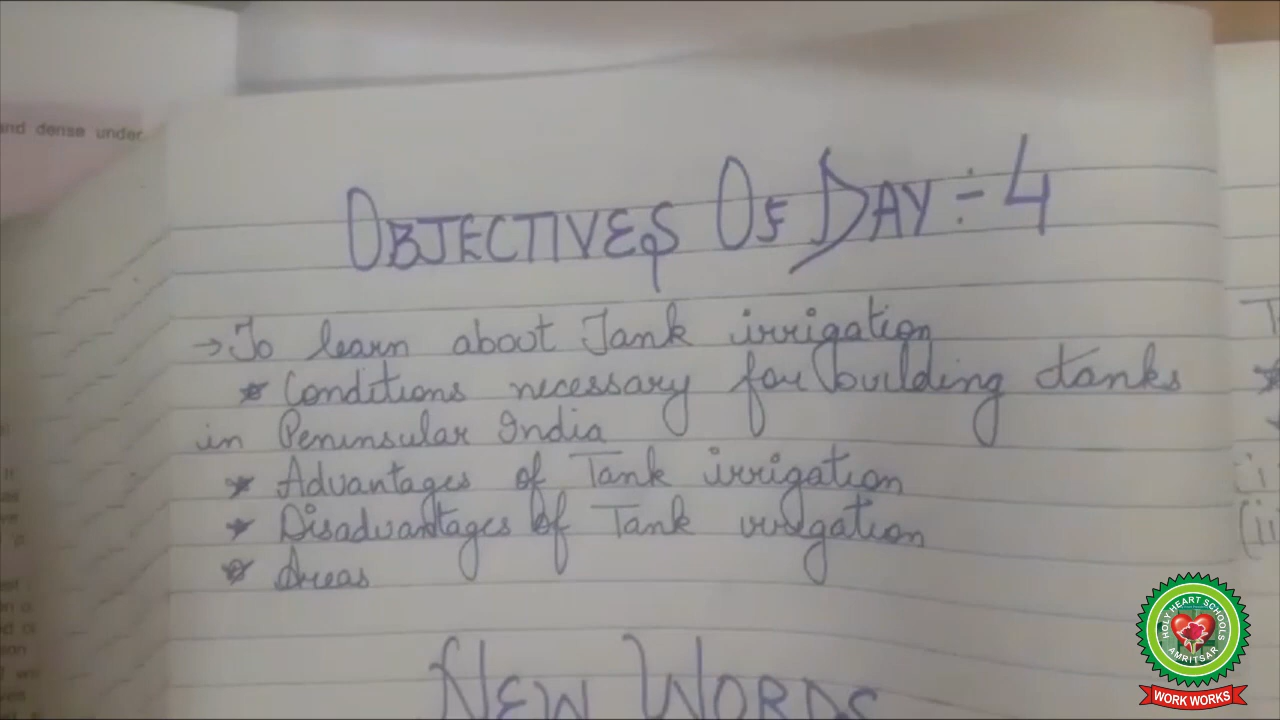 and dense under
OBJECTIVES OF DAY :- 4
→ To learn about Tank irrigation
* Conditions necessary for building tanks
in Peninsular India
* Advantages of Tank irrigation
* Disadvantages of Tank irrigation
* Areas
NEW WORDS
HOLY HEART SCHOOLS
AMRITSAR
WORK WORKS